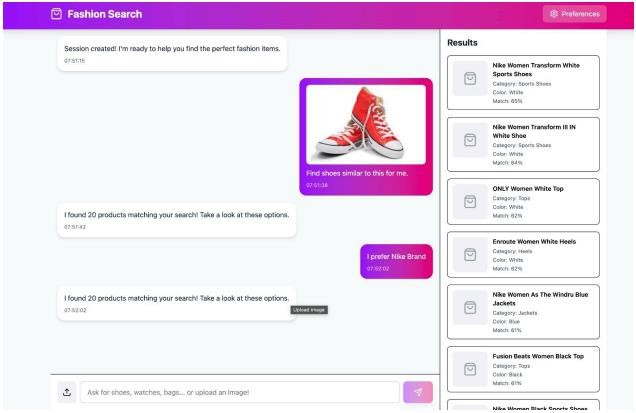 Fashion Search
Preferences
Session created! I'm ready to help you find the perfect fashion items.
07:51:15
Find shoes similar to this for me.
07:51:38
I found 20 products matching your search! Take a look at these options.
07:51:42
I prefer Nike Brand
07:52:02
I found 20 products matching your search! Take a look at these options.
07:52:02
Upload image
Ask for shoes, watches, bags... or upload an image!
Results
Nike Women Transform White
Sports Shoes
Category: Sports Shoes
Color: White
Match: 65%
Nike Women Transform III IN
White Shoe
Category: Sports Shoes
Color: White
Match: 64%
ONLY Women White Top
Category: Tops
Color: White
Match: 62%
Enroute Women White Heels
Category: Heels
Color: White
Match: 62%
Nike Women As The Windru Blue
Jackets
Category: Jackets
Color: Blue
Match: 61%
Fusion Beats Women Black Top
Category: Tops
Color: Black
Match: 61%
Nike Women Black Sports Shoes